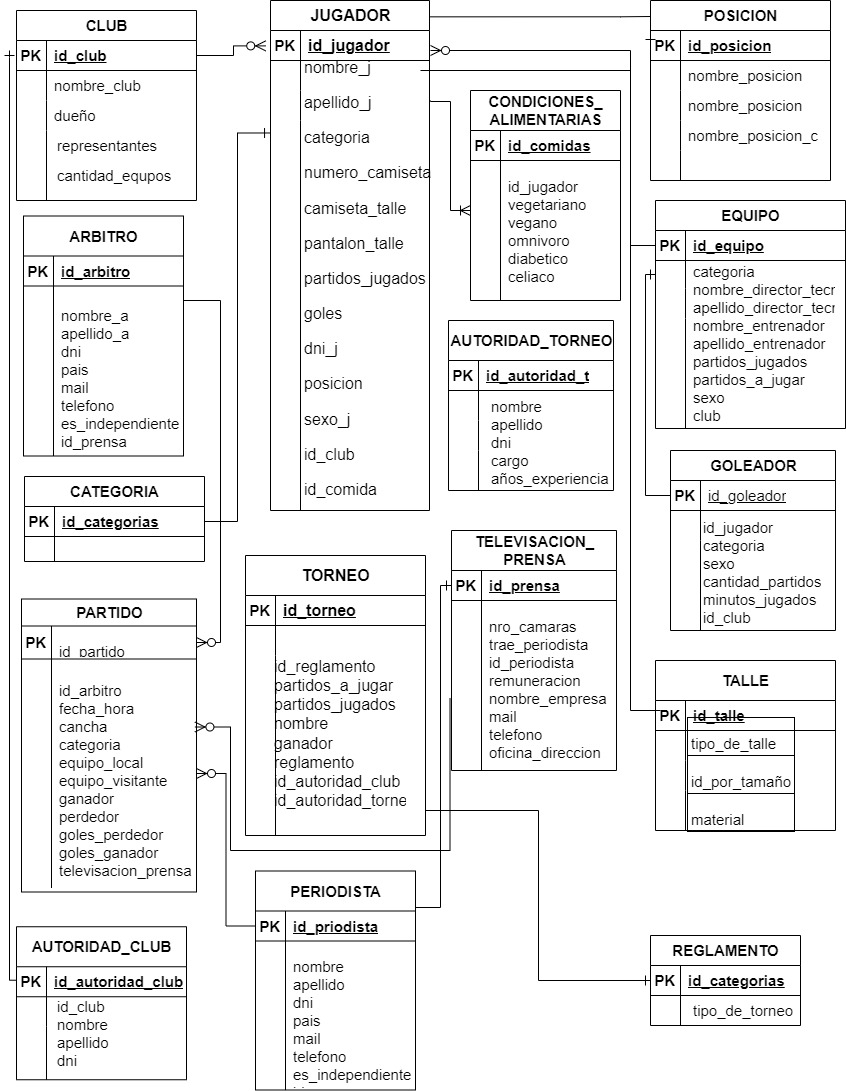 CLUB
PK id_club
nombre_club
dueño
representantes
cantidad_equpos
JUGADOR
PK id_jugador
nombre_j
apellido_j
categoria
numero_camiseta
camiseta_talle
pantalon_talle
partidos_jugados
goles
dni_j
posicion
sexo_j
id_club
id_comida
POSICION
PK id_posicion
nombre_posicion
nombre_posicion
nombre_posicion_c
CONDICIONES_
ALIMENTARIAS
PK id_comidas
id_jugador
vegetariano
vegano
omnivoro
diabetico
celiaco
ARBITRO
PK id_arbitro
nombre_a
apellido_a
dni
pais
mail
telefono
es_independiente
id_prensa
EQUIPO
PK id_equipo
categoria
nombre_director_tecr
apellido_director_tecr
nombre_entrenador
apellido_entrenador
partidos_jugados
partidos_a_jugar
sexo
club
AUTORIDAD_TORNEO
PK id_autoridad_t
nombre
apellido
dni
cargo
años_experiencia
GOLEADOR
PK id_goleador
id_jugador
categoria
sexo
cantidad_partidos
minutos_jugados
id_club
CATEGORIA
PK id_categorias
TORNEO
PK id_torneo
id_reglamento
partidos_a_jugar
partidos_jugados
nombre
ganador
reglamento
id_autoridad_club
id_autoridad_torne
TELEVISACION_
PRENSA
PK id_prensa
nro_camaras
trae_periodista
id_periodista
remuneracion
nombre_empresa
mail
telefono
oficina_direccion
PARTIDO
PK id_partido
id_arbitro
fecha_hora
cancha
categoria
equipo_local
equipo_visitante
ganador
perdedor
goles_perdedor
goles_ganador
televisacion_prensa
TALLE
PK id_talle
tipo_de_talle
id_por_tamaño
material
PERIODISTA
PK id_priodista
nombre
apellido
dni
pais
mail
telefono
es_independiente
AUTORIDAD_CLUB
PK id_autoridad_club
id_club
nombre
apellido
dni
REGLAMENTO
PK id_categorias
tipo_de_torneo